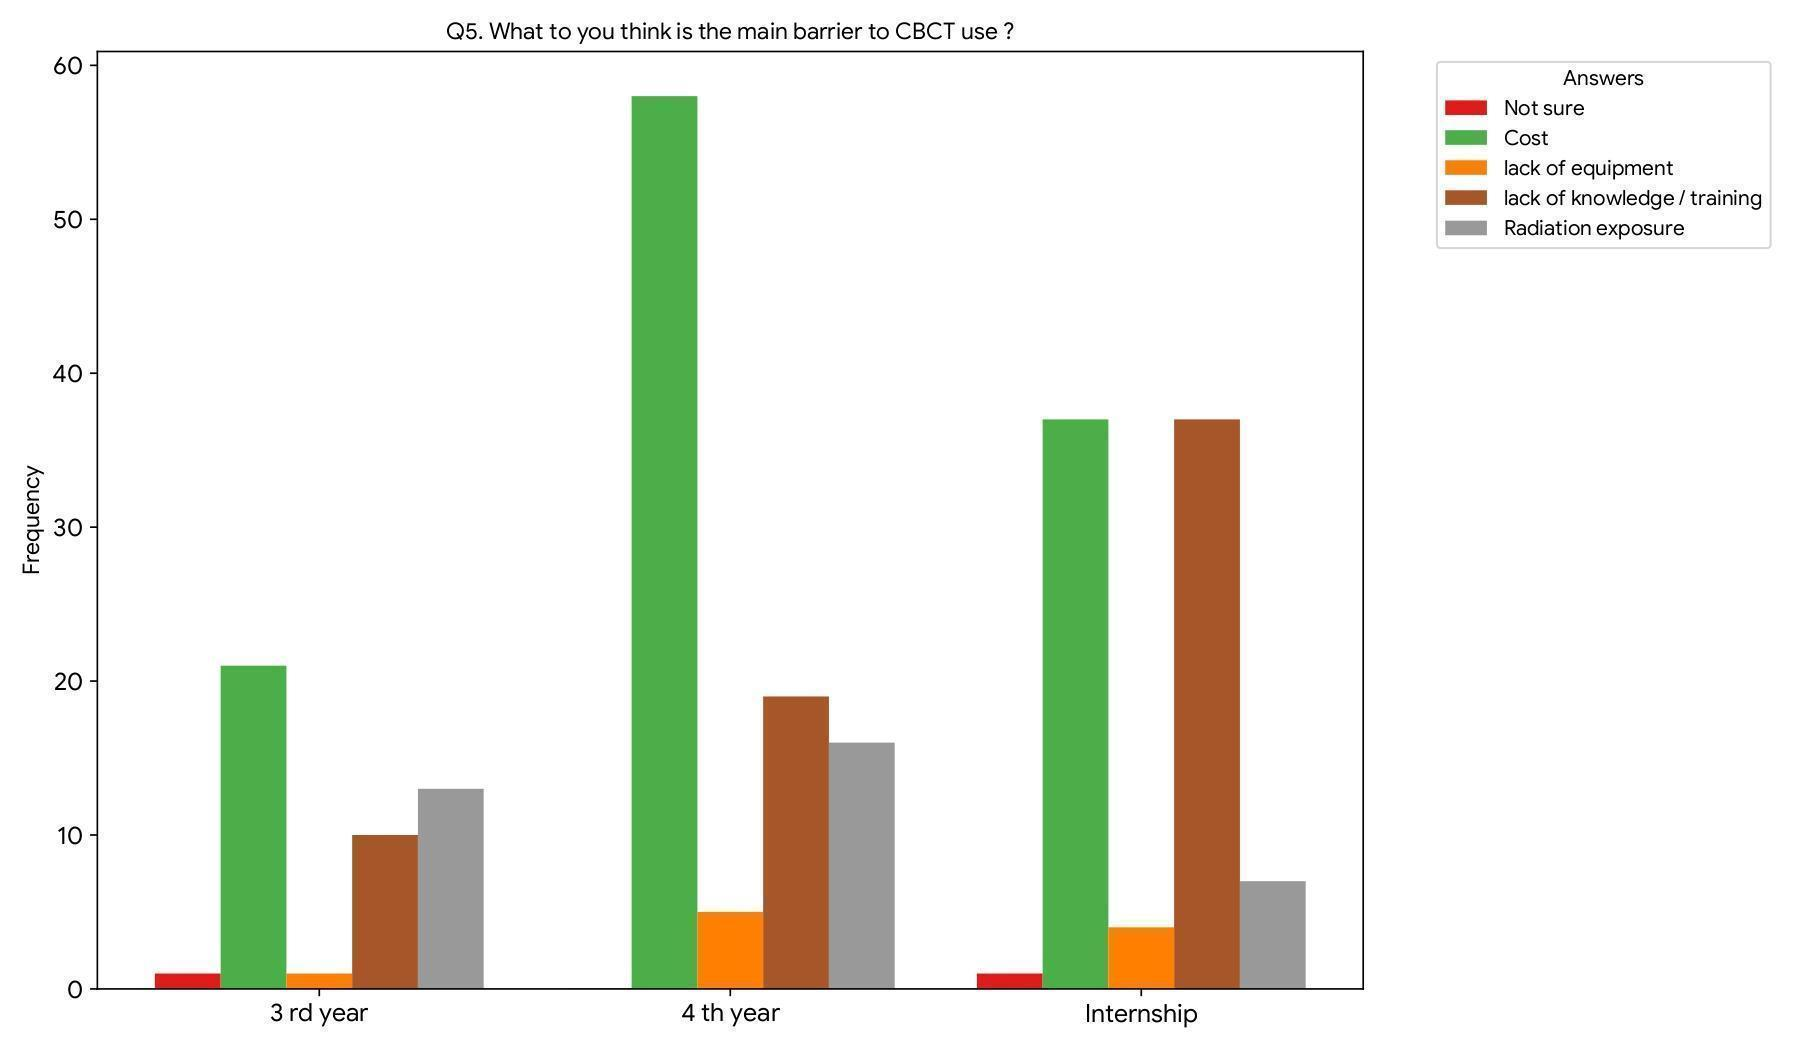 Q5. What to you think is the main barrier to CBCT use ?
Answers
Not sure
Cost
lack of equipment
lack of knowledge / training
Radiation exposure
Frequency
60
50
40
30
20
10
0
3 rd year
4 th year
Internship